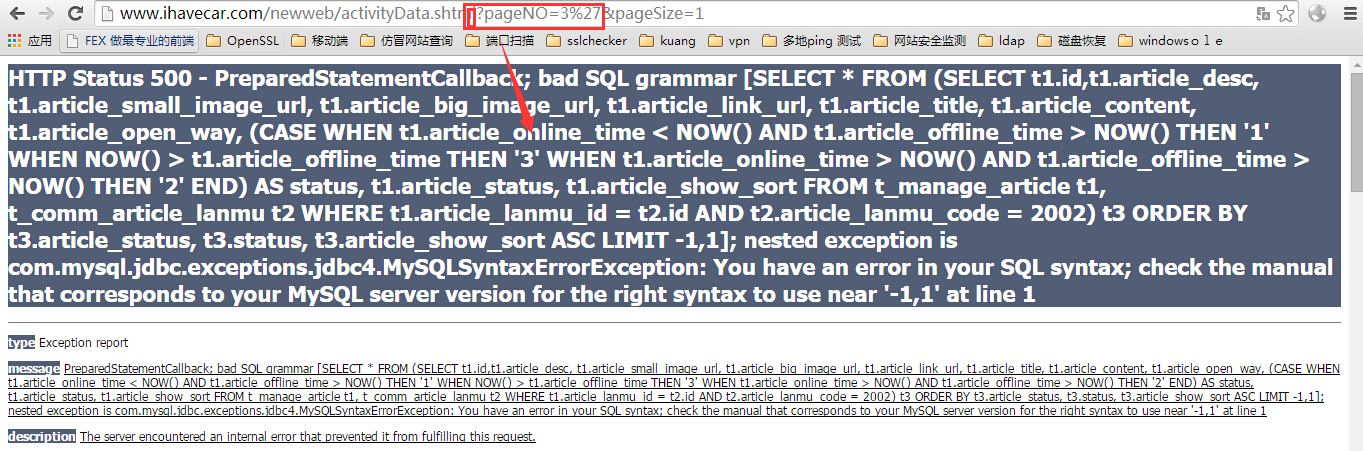 www.ihavecar.com/newweb/activityData.shtml?pageNO=3%27&pageSize=1
应用 FEX 做最专业的前端 OpenSSL 移动端 仿冒网站查询 端口扫描 sslchecker kuang vpn 多地ping 测试 网站安全监测 ldap 磁盘恢复 windowsｏｌｅ
HTTP Status 500 - PreparedStatementCallback; bad SQL grammar [SELECT * FROM (SELECT t1.id,t1.article_desc,
t1.article_small_image_url, t1.article_big_image_url, t1.article_link_url, t1.article_title, t1.article_content,
t1.article_open_way, (CASE WHEN t1.article_online_time < NOW() AND t1.article_offline_time > NOW() THEN '1'
WHEN NOW() > t1.article_offline_time THEN '3' WHEN t1.article_online_time > NOW() AND t1.article_offline_time >
NOW() THEN '2' END) AS status, t1.article_status, t1.article_show_sort FROM t_manage_article t1,
t_comm_article_lanmu t2 WHERE t1.article_lanmu_id = t2.id AND t2.article_lanmu_code = 2002) t3 ORDER BY
t3.article_status, t3.status, t3.article_show_sort ASC LIMIT -1,1]; nested exception is
com.mysql.jdbc.exceptions.jdbc4.MySQLSyntaxErrorException: You have an error in your SQL syntax; check the manual
that corresponds to your MySQL server version for the right syntax to use near '-1,1' at line 1
type Exception report
message PreparedStatementCallback; bad SQL grammar [SELECT * FROM (SELECT t1.id,t1.article_desc, t1.article_small_image_url, t1.article_big_image_url, t1.article_link_url, t1.article_title, t1.article_content, t1.article_open_way, (CASE WHEN
t1.article_online_time < NOW() AND t1.article_offline_time > NOW() THEN '1' WHEN NOW() > t1.article_offline_time THEN '3' WHEN t1.article_online_time > NOW() AND t1.article_offline_time > NOW() THEN '2' END) AS status,
t1.article_status, t1.article_show_sort FROM t_manage_article t1, t_comm_article_lanmu t2 WHERE t1.article_lanmu_id = t2.id AND t2.article_lanmu_code = 2002) t3 ORDER BY t3.article_status, t3.status, t3.article_show_sort ASC LIMIT -1,1];
nested exception is com.mysql.jdbc.exceptions.jdbc4.MySQLSyntaxErrorException: You have an error in your SQL syntax; check the manual that corresponds to your MySQL server version for the right syntax to use near '-1,1' at line 1
description The server encountered an internal error that prevented it from fulfilling this request.